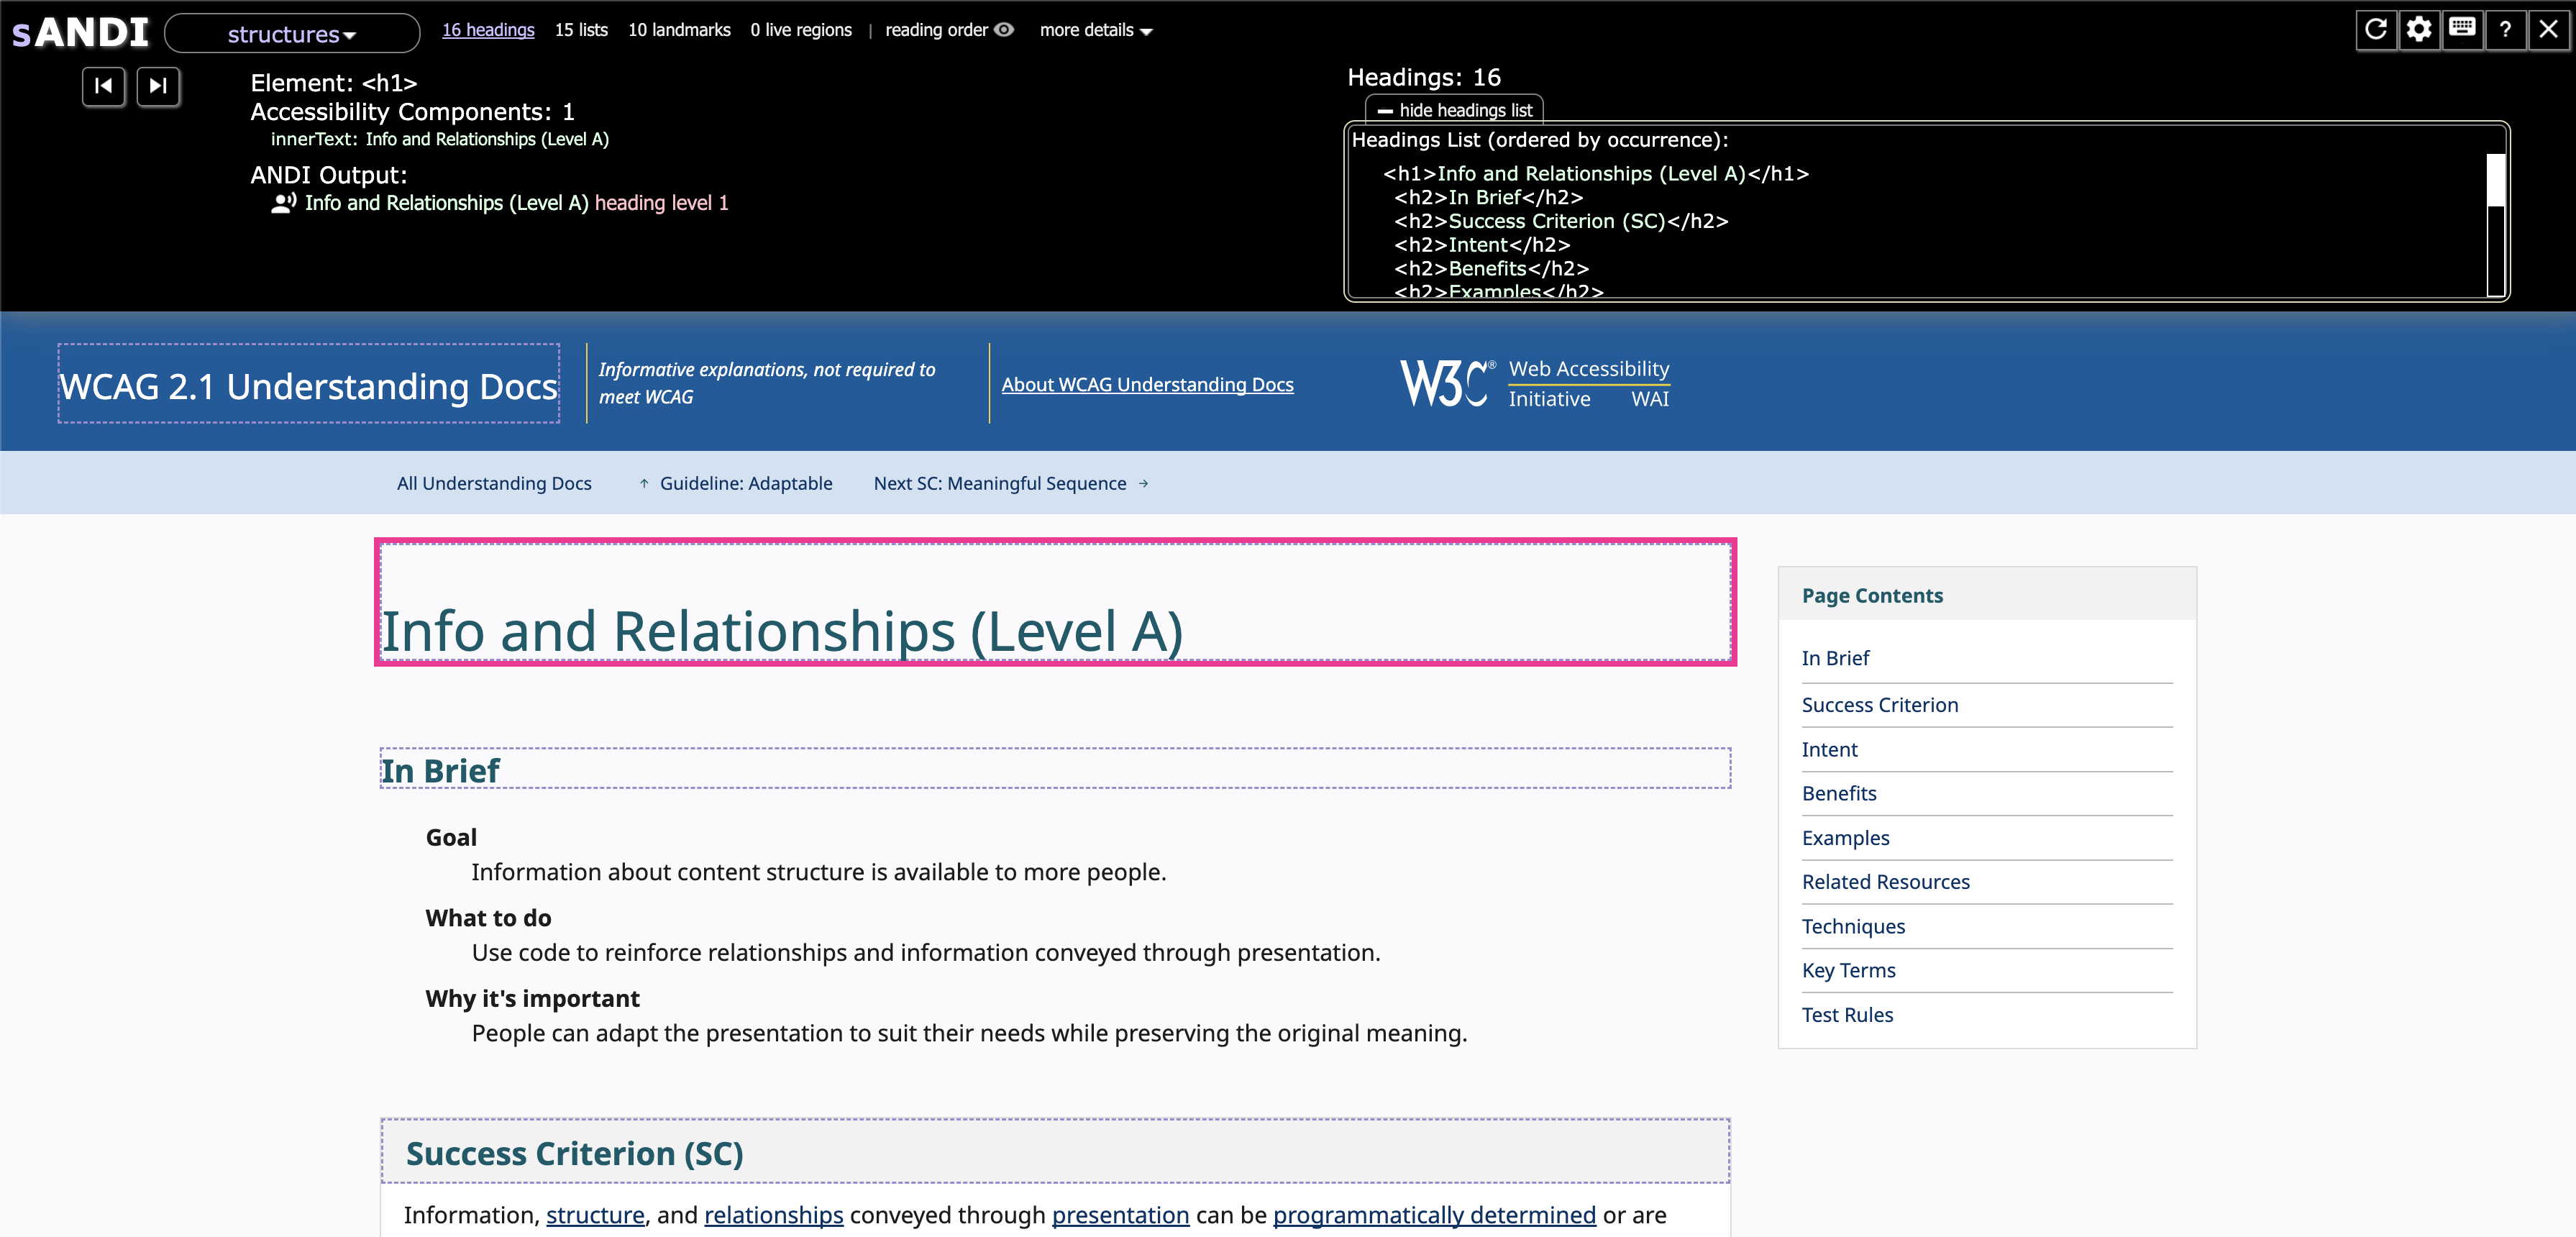 sANDI structures 16 headings 15 lists 10 landmarks 0 live regions | reading order more details ?
Element: <h1>
Accessibility Components: 1
innerText: Info and Relationships (Level A)
ANDI Output:
Info and Relationships (Level A) heading level 1
Headings: 16
hide headings list
Headings List (ordered by occurrence):
<h1>Info and Relationships (Level A)</h1>
<h2>In Brief</h2>
<h2>Success Criterion (SC)</h2>
<h2>Intent</h2>
<h2>Benefits</h2>
<h2>Examples</h2>
WCAG 2.1 Understanding Docs
Informative explanations, not required to
meet WCAG
About WCAG Understanding Docs
W3C® Web Accessibility
Initiative WAI
All Understanding Docs ↑ Guideline: Adaptable Next SC: Meaningful Sequence →
Info and Relationships (Level A)
In Brief
Goal
Information about content structure is available to more people.
What to do
Use code to reinforce relationships and information conveyed through presentation.
Why it's important
People can adapt the presentation to suit their needs while preserving the original meaning.
Success Criterion (SC)
Information, structure, and relationships conveyed through presentation can be programmatically determined or are
Page Contents
In Brief
Success Criterion
Intent
Benefits
Examples
Related Resources
Techniques
Key Terms
Test Rules